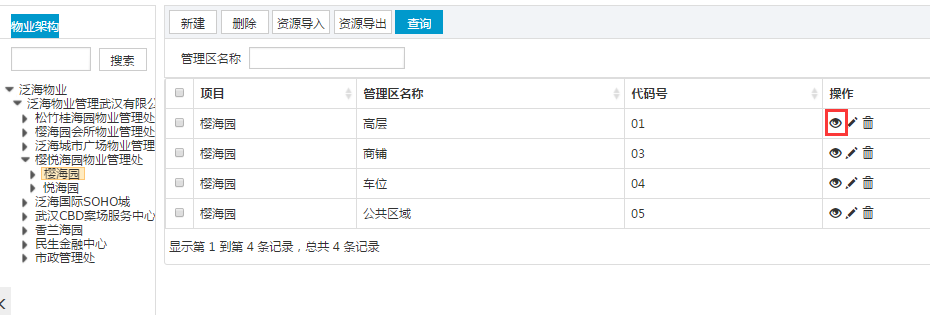 物业架构
搜索
泛海物业
泛海物业管理武汉有限公
松竹桂海园物业管理处
樱海园会所物业管理处
泛海城市广场物业管理
樱悦海园物业管理处
樱海园
悦海园
泛海国际SOHO城
武汉CBD案场服务中心
香兰海园
民生金融中心
市政管理处
新建 删除 资源导入 资源导出 查询
管理区名称
项目 管理区名称 代码号 操作
樱海园 高层 01
樱海园 商铺 03
樱海园 车位 04
樱海园 公共区域 05
显示第 1 到第 4 条记录，总共 4 条记录